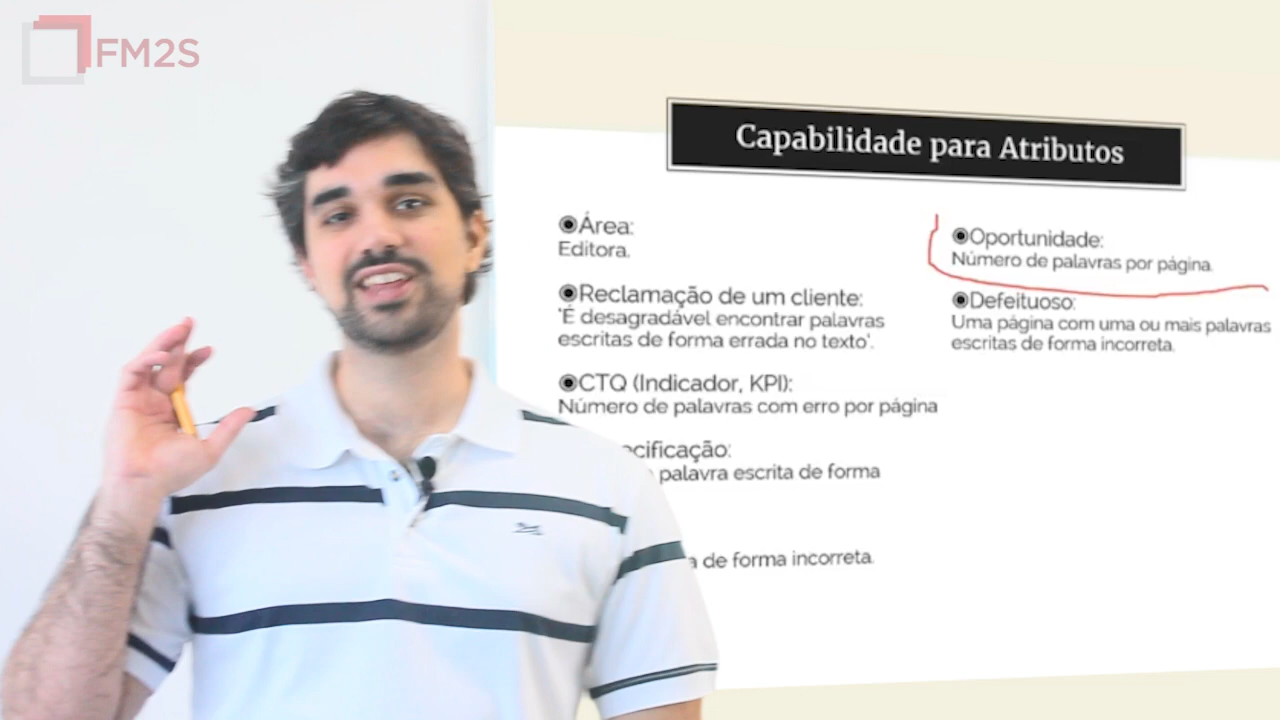 FM2S
Capabilidade para Atributos
Área:
Editora.
Reclamação de um cliente:
'É desagradável encontrar palavras
escritas de forma errada no texto'.
CTQ (Indicador, KPI):
Número de palavras com erro por página
palavra escrita de forma
de forma incorreta.
Oportunidade:
Número de palavras por página.
Defeituoso:
Uma página com uma ou mais palavras
escritas de forma incorreta.